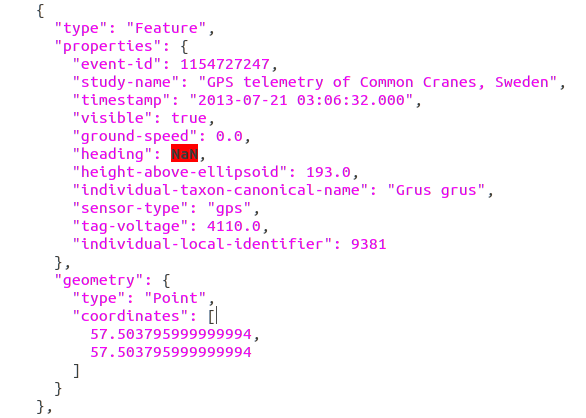 {
"type": "Feature",
"properties": {
"event-id": 1154727247,
"study-name": "GPS telemetry of Common Cranes, Sweden",
"timestamp": "2013-07-21 03:06:32.000",
"visible": true,
"ground-speed": 0.0,
"heading": NaN,
"height-above-ellipsoid": 193.0,
"individual-taxon-canonical-name": "Grus grus",
"sensor-type": "gps",
"tag-voltage": 4110.0,
"individual-local-identifier": 9381
},
"geometry": {
"type": "Point",
"coordinates": [
57.503795999999994,
57.503795999999994
]
}
},